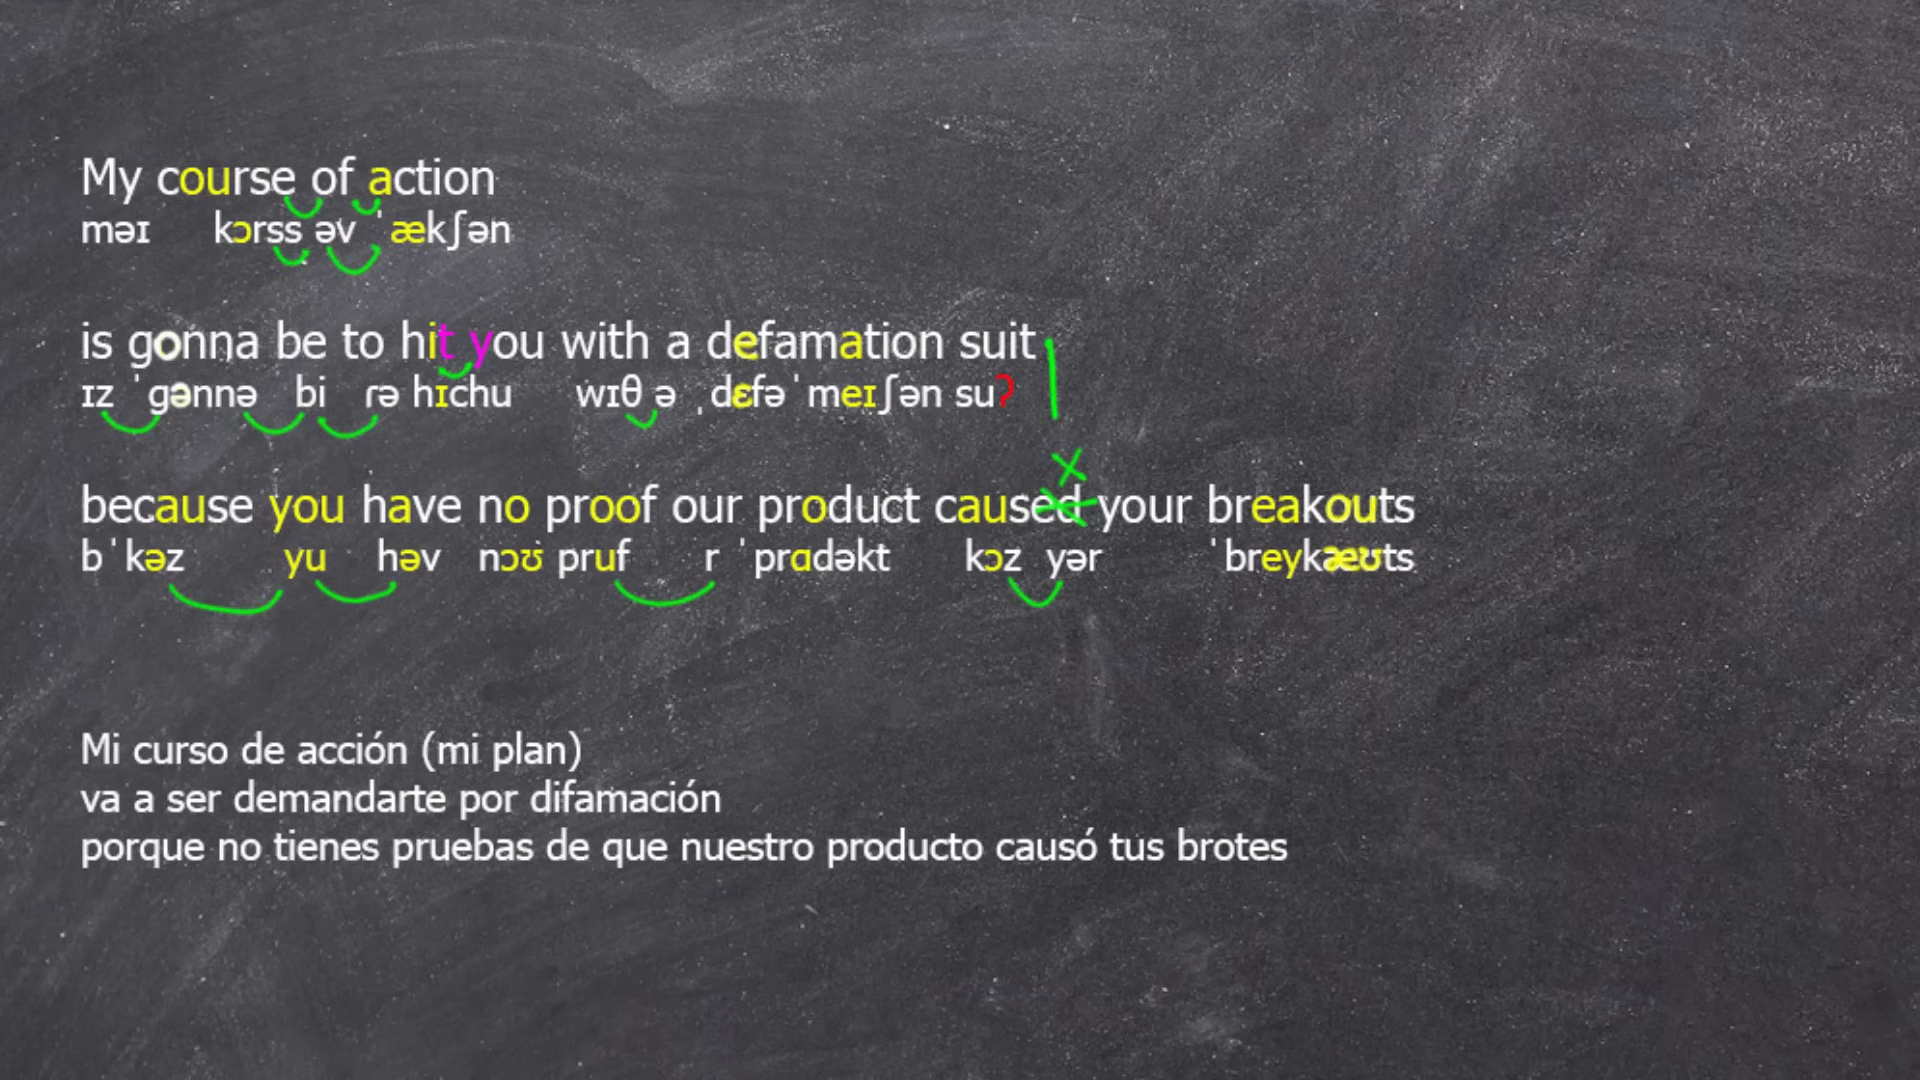 My course of action
məɪ kɔrss əv ˈækʃən
is gonna be to hit you with a defamation suit
ɪz ˈgənnə bi rə hɪchu wɪθ ə ˌdɛfəˈmeɪʃən suʔ
because you have no proof our product caused your breakouts
bˈkəz yu həv nɔʊ pruf r ˈprɑdəkt kɔz yər ˈbreykæʊts
Mi curso de acción (mi plan)
va a ser demandarte por difamación
porque no tienes pruebas de que nuestro producto causó tus brotes